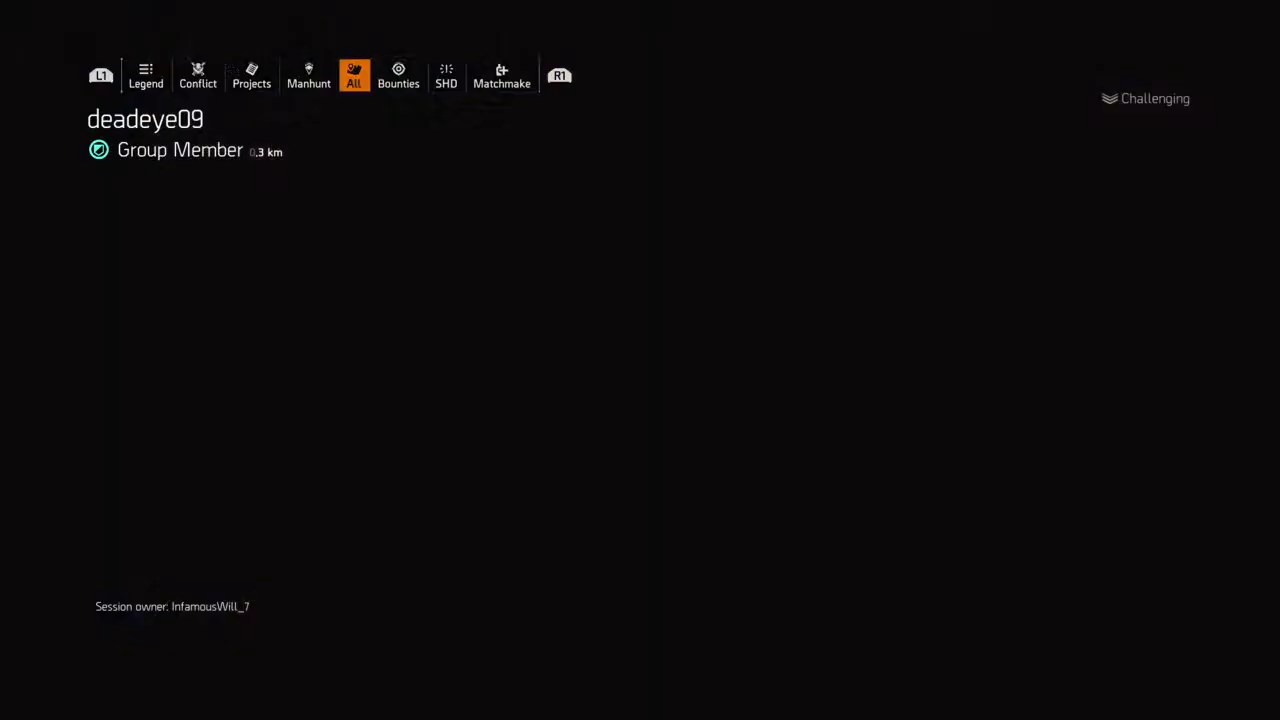 L1 Legend Conflict Projects Manhunt All Bounties SHD Matchmake R1
Challenging
deadeye09
Group Member 0.3 km
Session owner: InfamousWill_7